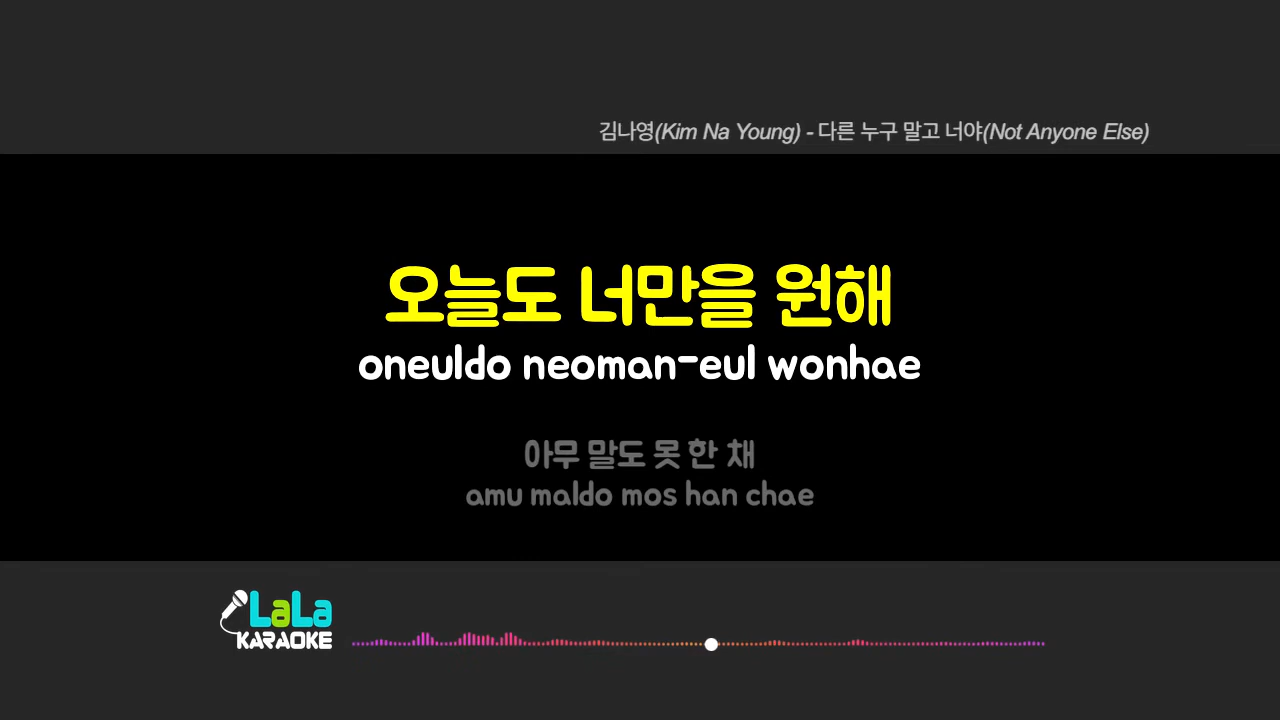 김나영(Kim Na Young) - 다른 누구 말고 너야(Not Anyone Else)
오늘도 너만을 원해
oneuldo neoman-eul wonhae
아무 말도 못 한 채
amu maldo mos han chae
LaLa
KARAOKE